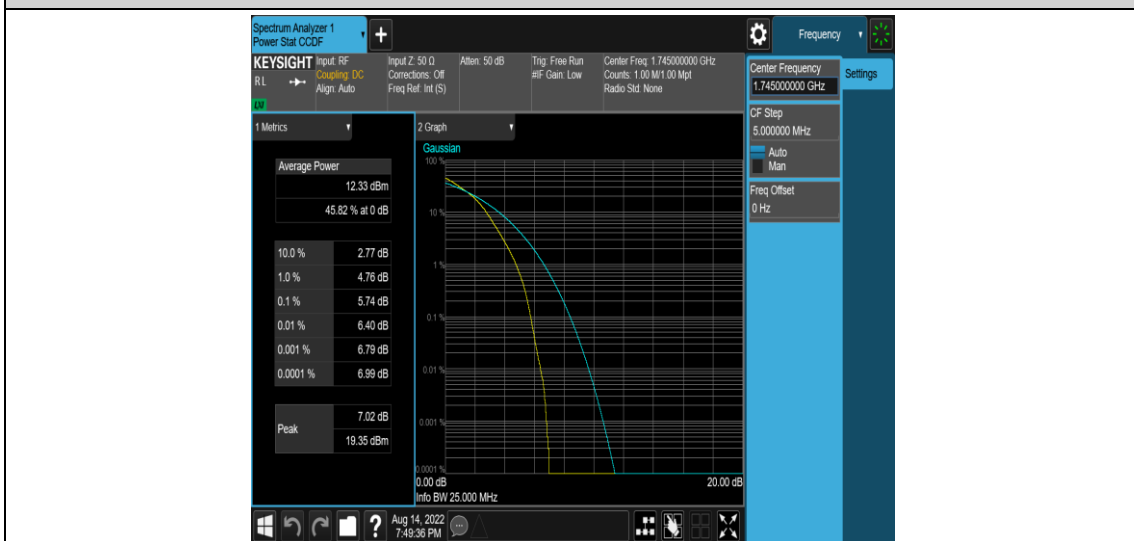 Spectrum Analyzer 1
Power Stat CCDF
+
Frequency
KEYSIGHT
RL
LXI
Input: RF
Coupling: DC
Align: Auto
Input Z: 50 Ω
Corrections: Off
Freq Ref: Int (S)
Atten: 50 dB
Trig: Free Run
#IF Gain: Low
Center Freq: 1.745000000 GHz
Counts: 1.00 M/1.00 Mpt
Radio Std: None
Center Frequency
1.745000000 GHz
Settings
CF Step
5.000000 MHz
Auto
Man
Freq Offset
0 Hz
1 Metrics
Average Power
12.33 dBm
45.82 % at 0 dB
10.0 % 2.77 dB
1.0 % 4.76 dB
0.1 % 5.74 dB
0.01 % 6.40 dB
0.001 % 6.79 dB
0.0001 % 6.99 dB
Peak
7.02 dB
19.35 dBm
2 Graph
Gaussian
100 %
10 %
1 %
0.1 %
0.01 %
0.001 %
0.0001 %
0.00 dB 20.00 dB
Info BW 25.000 MHz
?
Aug 14, 2022
7:49:36 PM